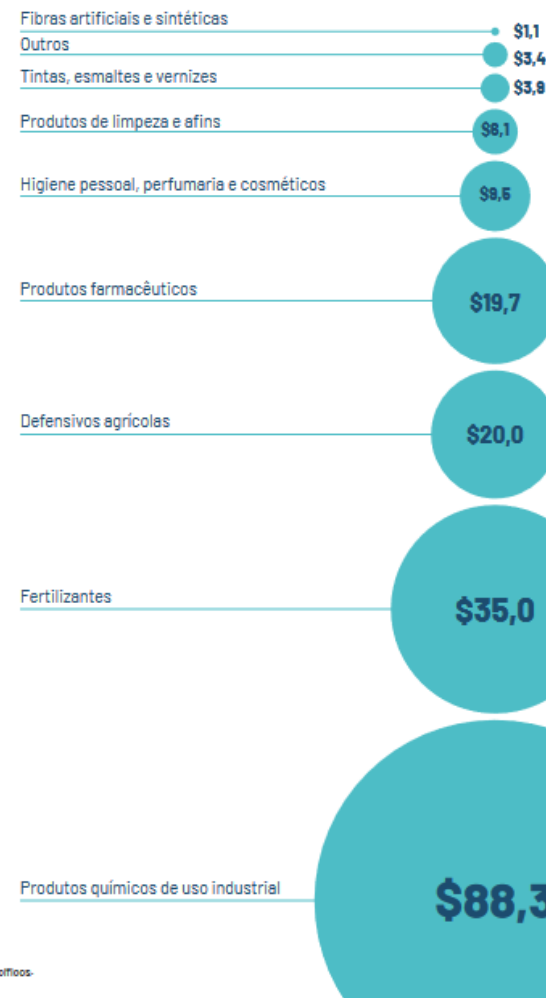 Fibras artificiais e sintéticas
$1,1
Outros
$3,4
Tintas, esmaltes e vernizes
$3,9
Produtos de limpeza e afins
$6,1
Higiene pessoal, perfumaria e cosméticos
Produtos farmacêuticos
$19,7
Defensivos agrícolas
$20,0
Fertilizantes
$35,0
Produtos químicos de uso industrial
$88,3